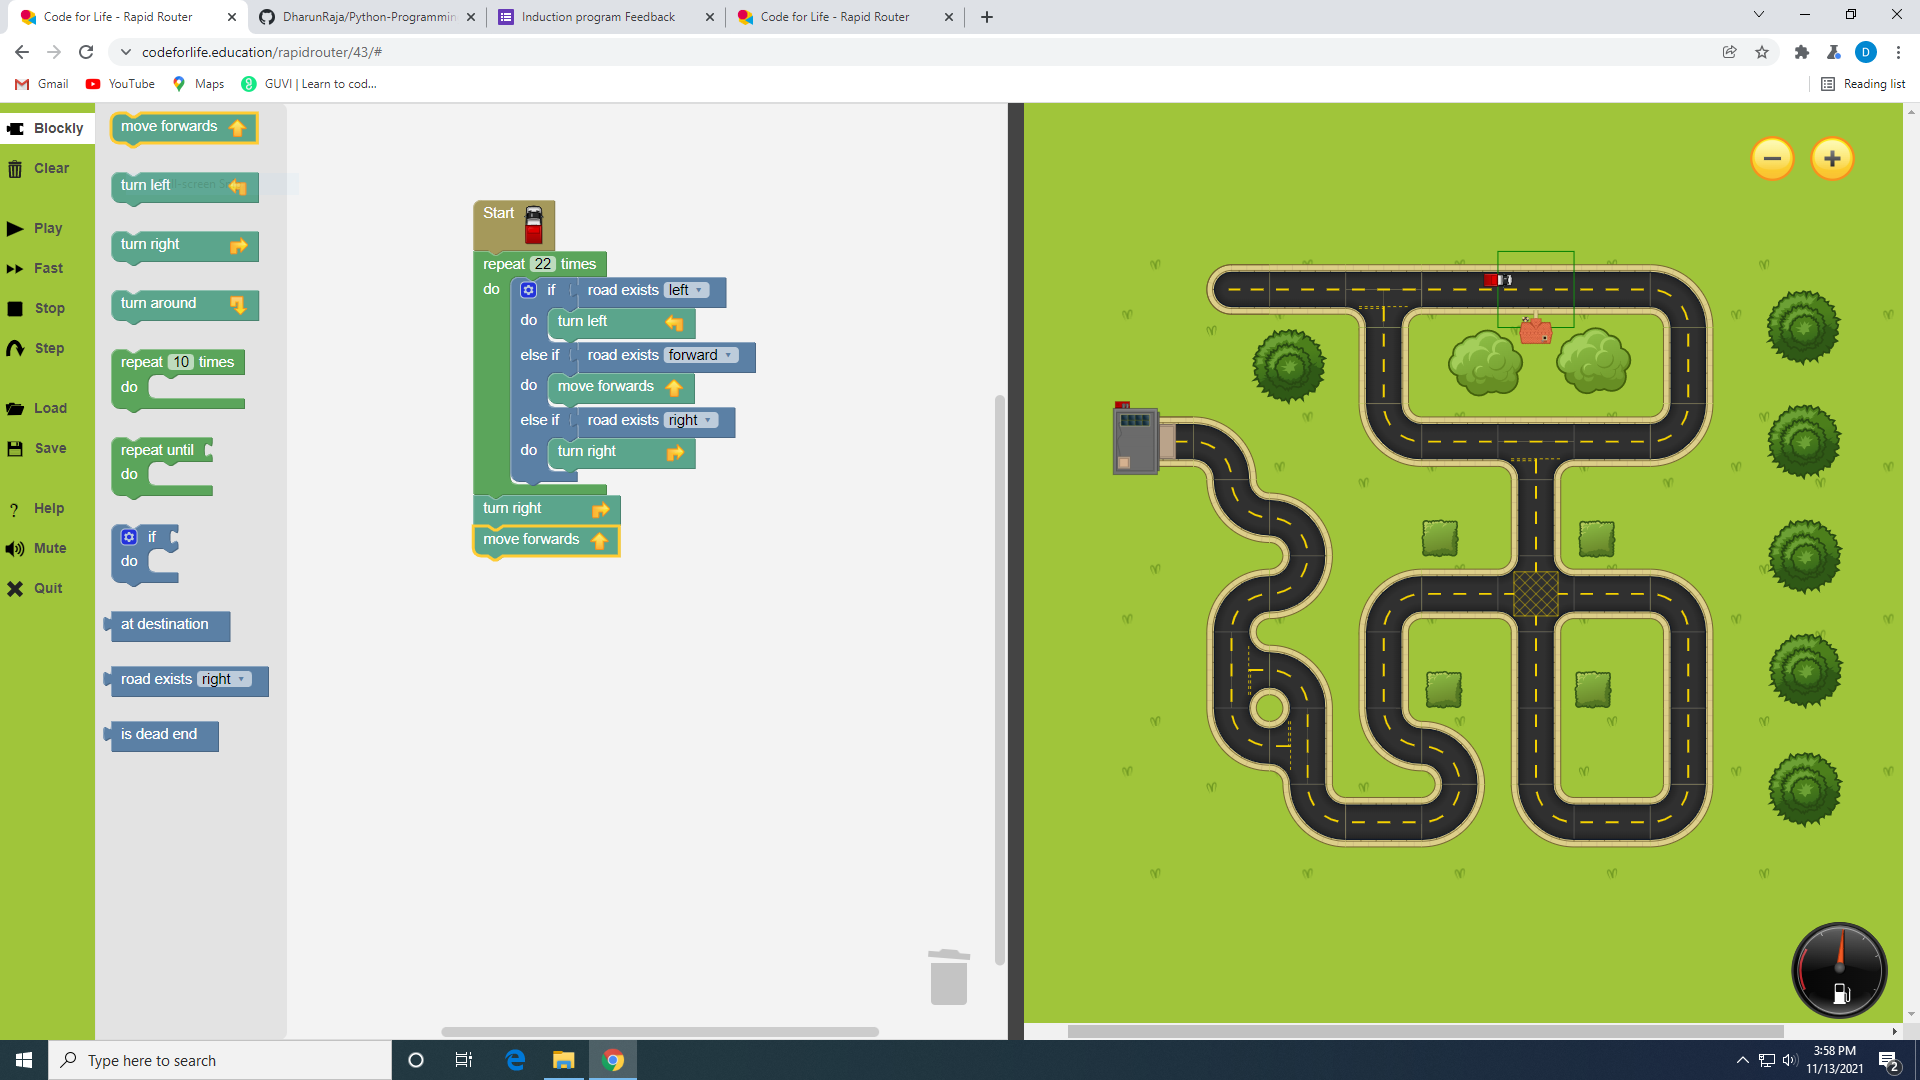 Code for Life - Rapid Router
DharunRaja/Python-Programmin
Induction program Feedback
Code for Life - Rapid Router
codeforlife.education/rapidrouter/43/#
D
Gmail
YouTube
Maps
GUVI | Learn to cod...
Reading list
Blockly
Clear
Play
Fast
Stop
Step
Load
Save
Help
Mute
Quit
move forwards
turn left
turn right
turn around
repeat 10 times
do
repeat until
do
if
do
at destination
road exists right
is dead end
Start
repeat 22 times
do if road exists left
do turn left
else if road exists forward
do move forwards
else if road exists right
do turn right
turn right
move forwards
Type here to search
3:58 PM
11/13/2021
2